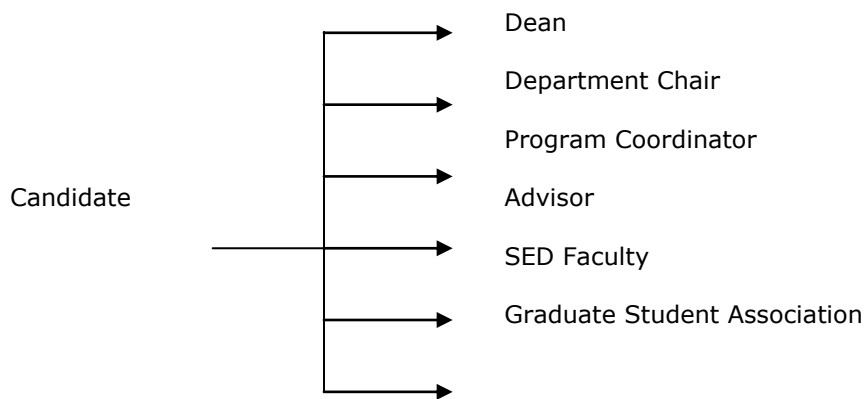 Dean
Department Chair
Program Coordinator
Candidate
Advisor
SED Faculty
Graduate Student Association